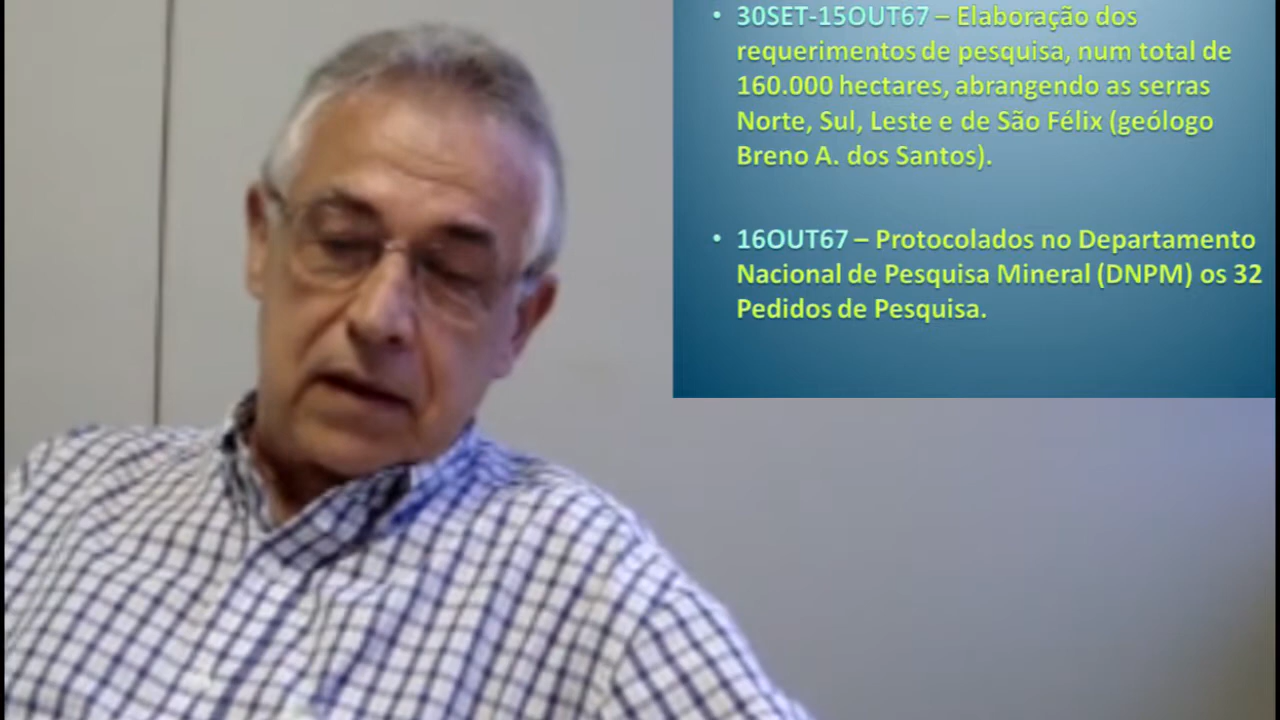 • 30SET-15OUT67 – Elaboração dos
requerimentos de pesquisa, num total de
160.000 hectares, abrangendo as serras
Norte, Sul, Leste e de São Félix (geólogo
Breno A. dos Santos).
• 16OUT67 – Protocolados no Departamento
Nacional de Pesquisa Mineral (DNPM) os 32
Pedidos de Pesquisa.